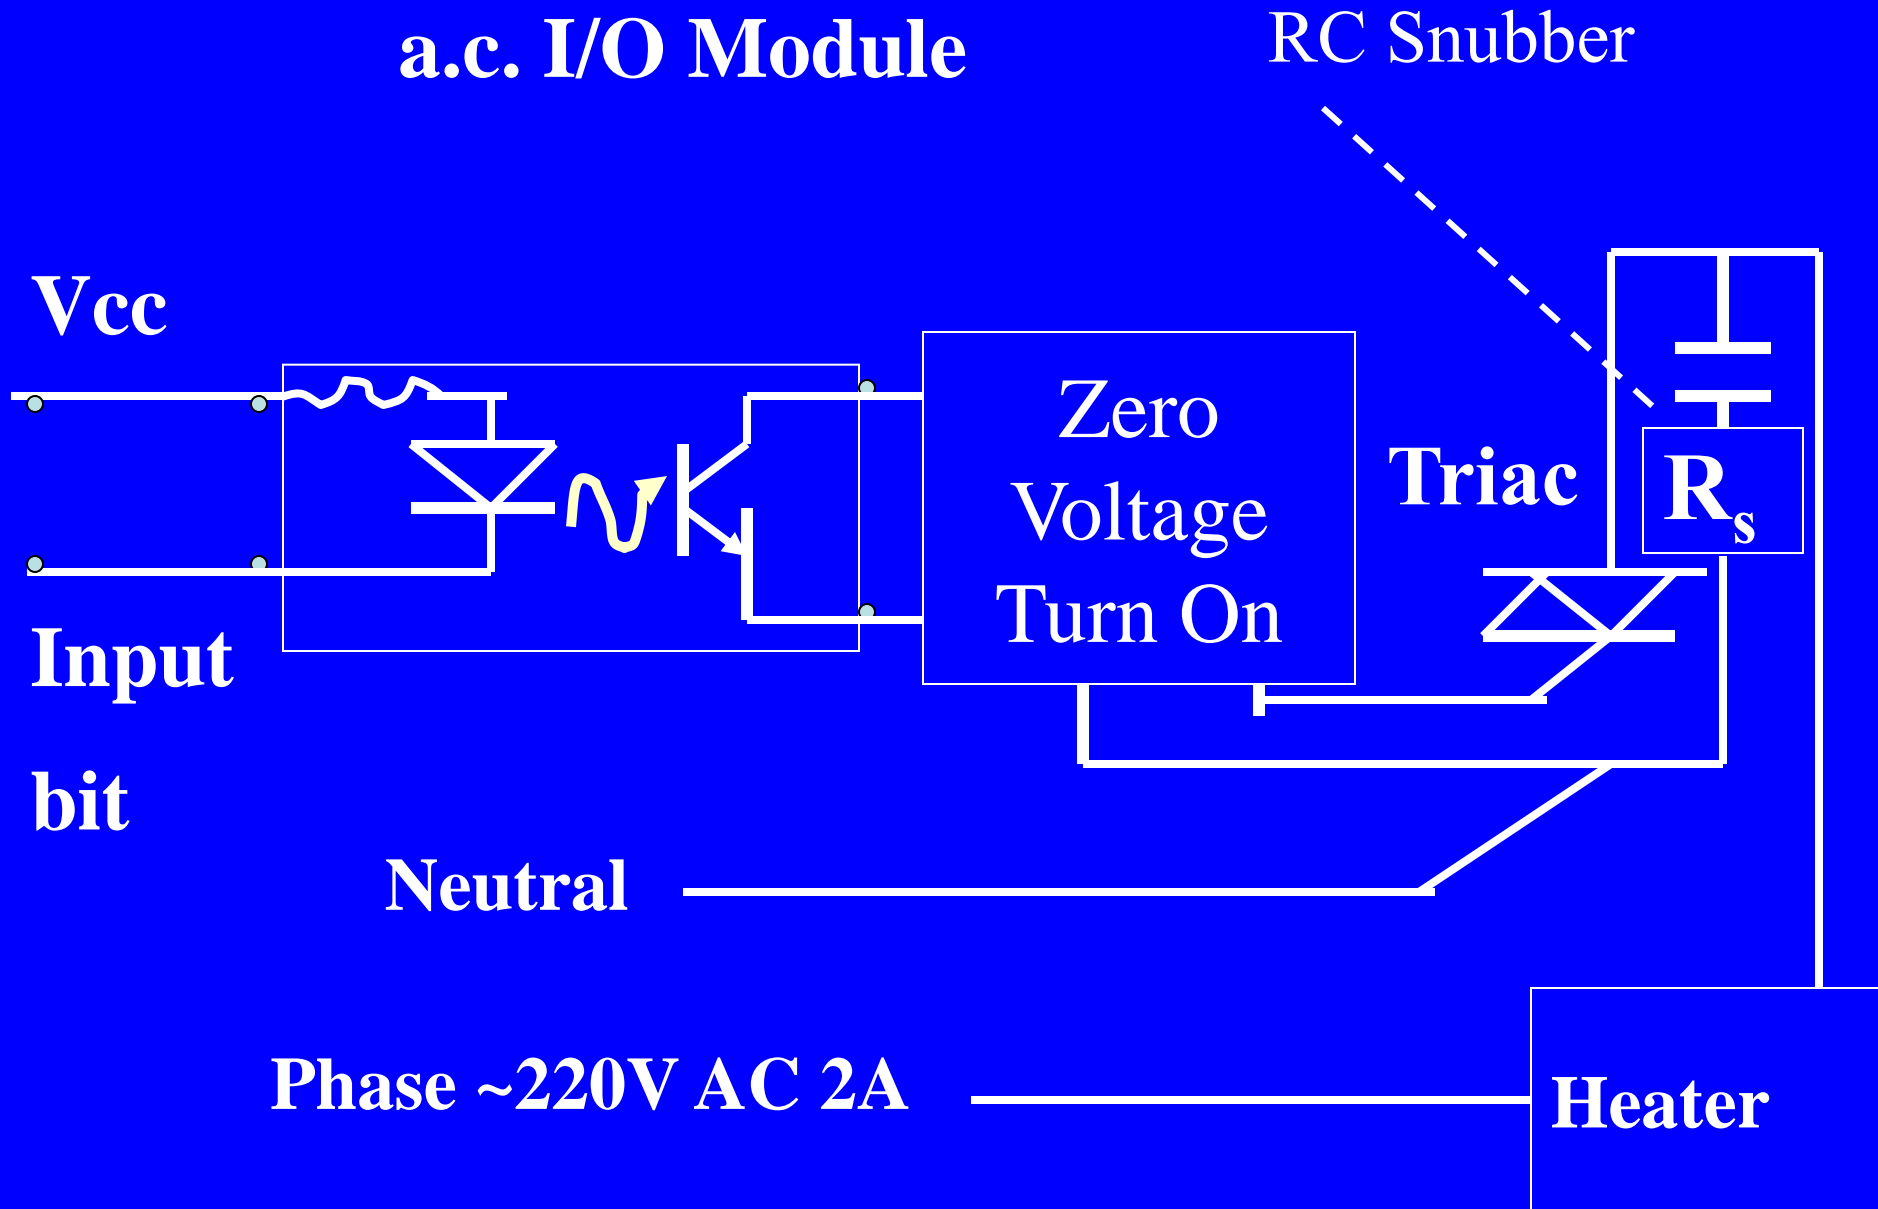 a.c. I/O Module
RC Snubber
Vcc
Zero
Voltage
Turn On
Triac
Rs
Input
bit
Neutral
Phase ~220V AC 2A
Heater